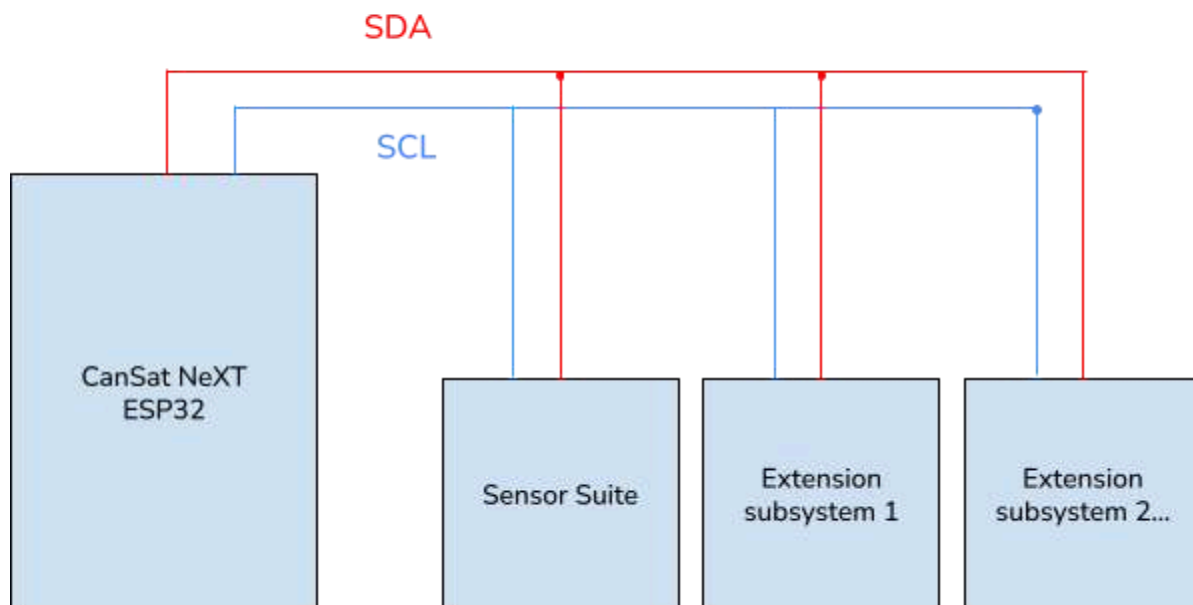 SDA
SCL
CanSat NeXT
ESP32
Sensor Suite
Extension
subsystem 1
Extension
subsystem 2...